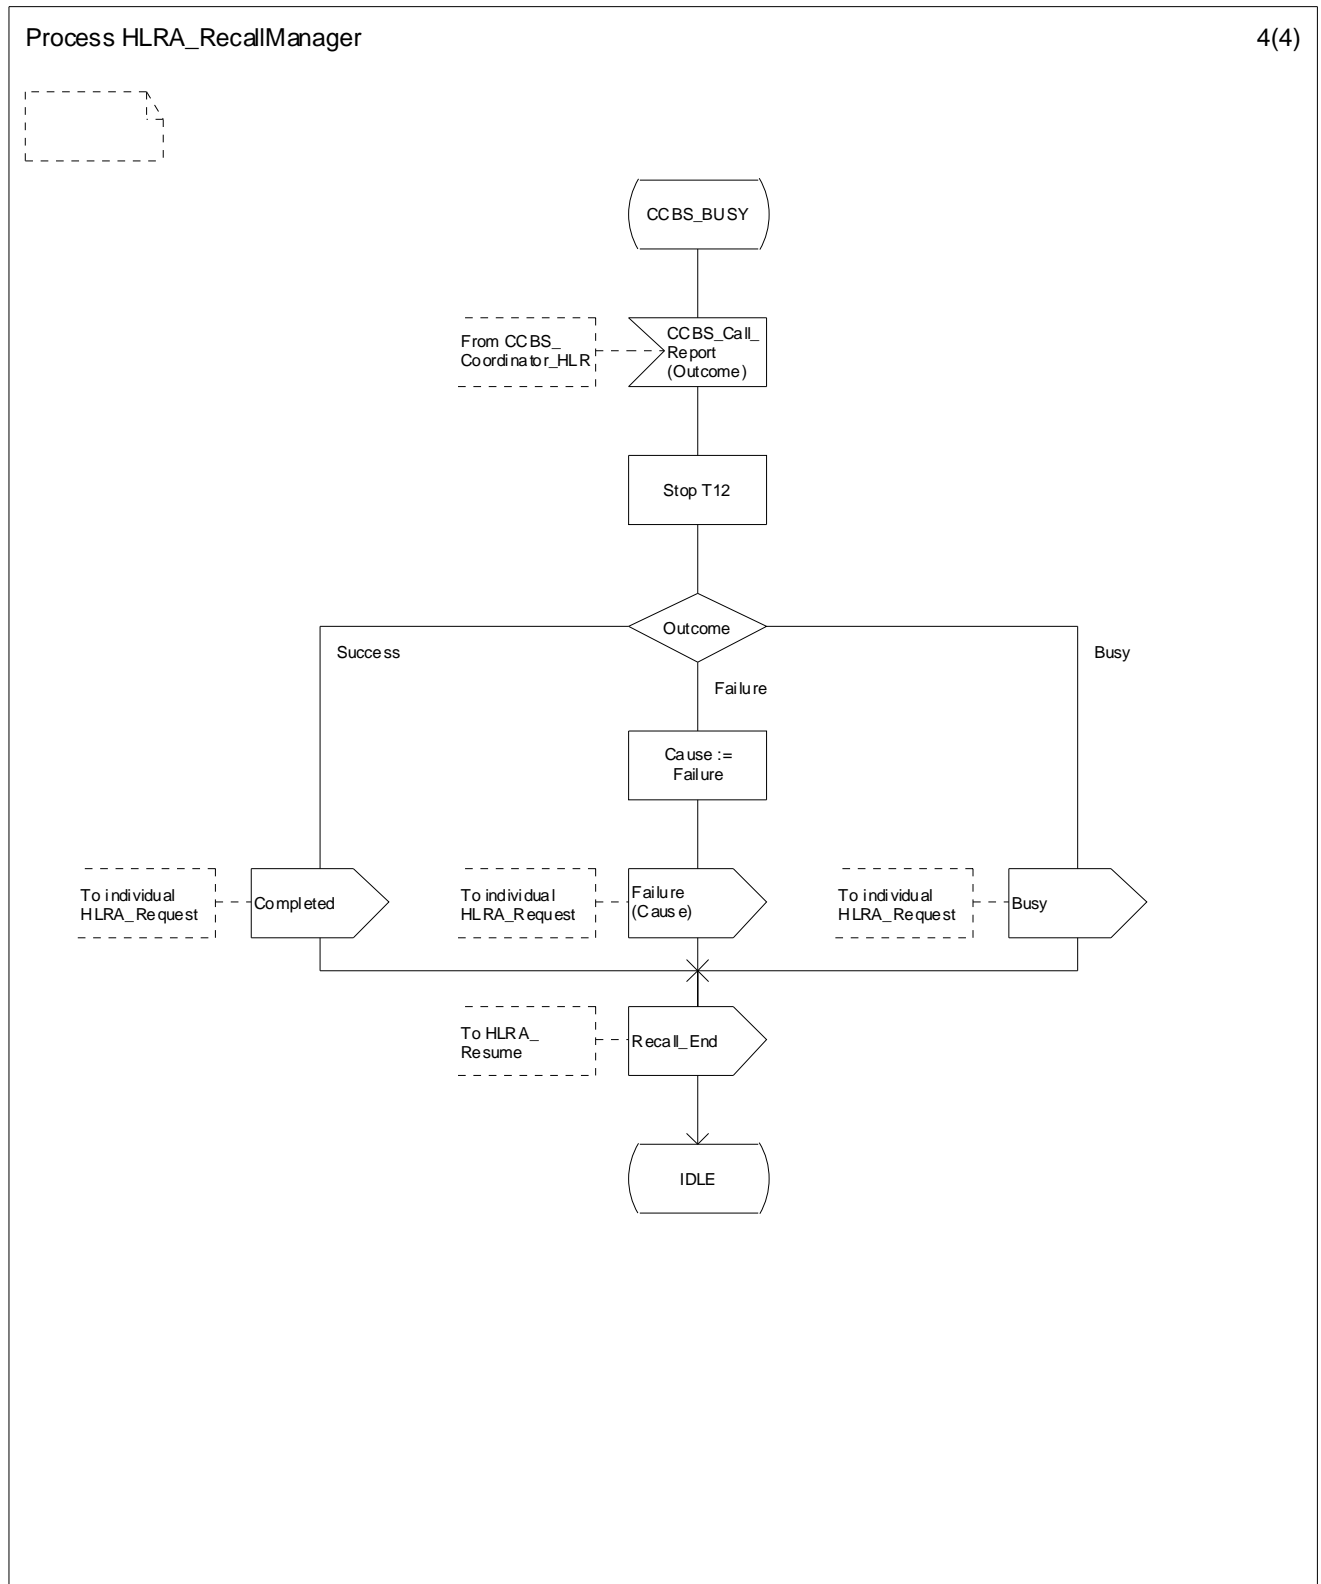 Process HLRA_RecallManager
4(4)
CCBS_BUSY
From CCBS_
Coordinator_HLR
CCBS_Call_
Report
(Outcome)
Stop T12
Outcome
Success
Failure
Busy
Cause :=
Failure
To individual
HLRA_Request
Completed
To individual
HLRA_Request
Failure
(Cause)
To individual
HLRA_Request
Busy
To HLRA_
Resume
Recall_End
IDLE